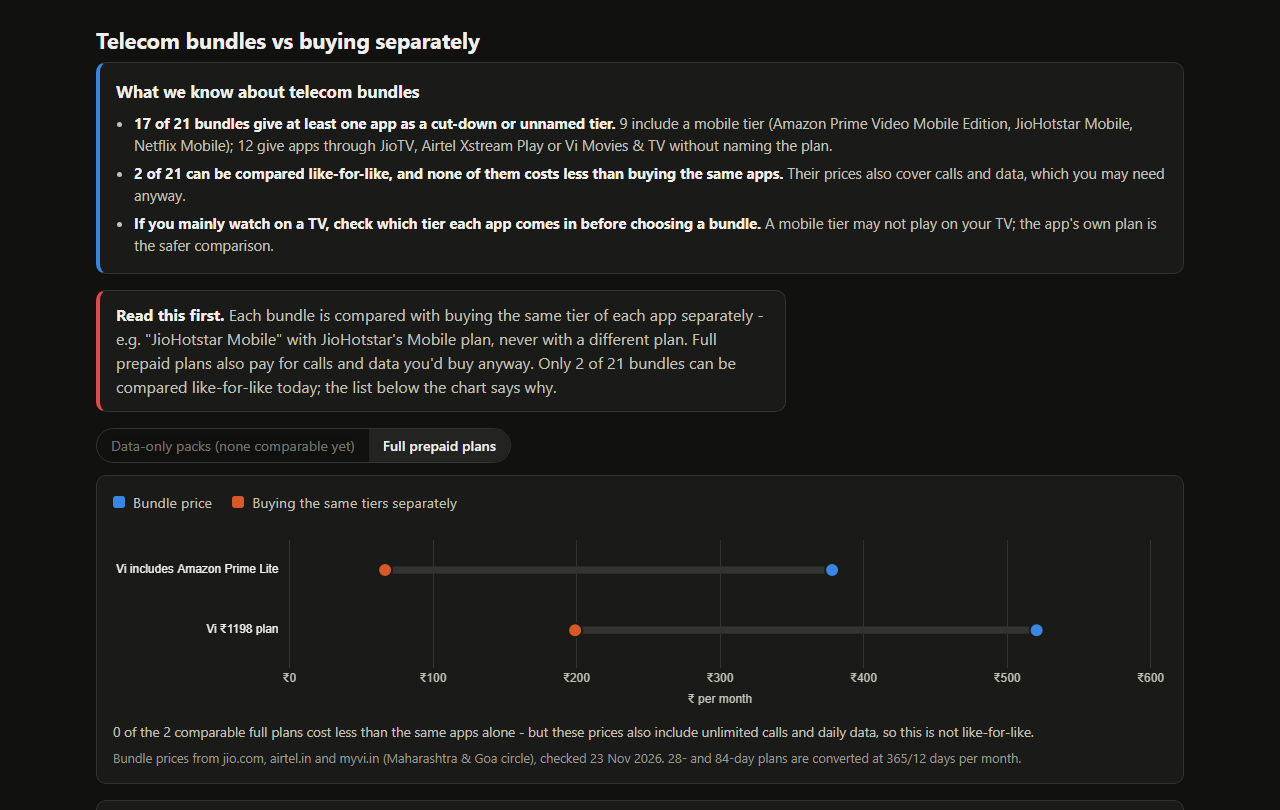 Telecom bundles vs buying separately
What we know about telecom bundles
• 17 of 21 bundles give at least one app as a cut-down or unnamed tier. 9 include a mobile tier (Amazon Prime Video Mobile Edition, JioHotstar Mobile,
Netflix Mobile); 12 give apps through JioTV, Airtel Xstream Play or Vi Movies & TV without naming the plan.
• 2 of 21 can be compared like-for-like, and none of them costs less than buying the same apps. Their prices also cover calls and data, which you may need
anyway.
• If you mainly watch on a TV, check which tier each app comes in before choosing a bundle. A mobile tier may not play on your TV; the app's own plan is
the safer comparison.
Read this first. Each bundle is compared with buying the same tier of each app separately -
e.g. "JioHotstar Mobile" with JioHotstar's Mobile plan, never with a different plan. Full
prepaid plans also pay for calls and data you'd buy anyway. Only 2 of 21 bundles can be
compared like-for-like today; the list below the chart says why.
Data-only packs (none comparable yet) Full prepaid plans
Bundle price Buying the same tiers separately
Vi includes Amazon Prime Lite
Vi ₹1198 plan
₹0 ₹100 ₹200 ₹300 ₹400 ₹500 ₹600
₹ per month
0 of the 2 comparable full plans cost less than the same apps alone - but these prices also include unlimited calls and daily data, so this is not like-for-like.
Bundle prices from jio.com, airtel.in and myvi.in (Maharashtra & Goa circle), checked 23 Nov 2026. 28- and 84-day plans are converted at 365/12 days per month.